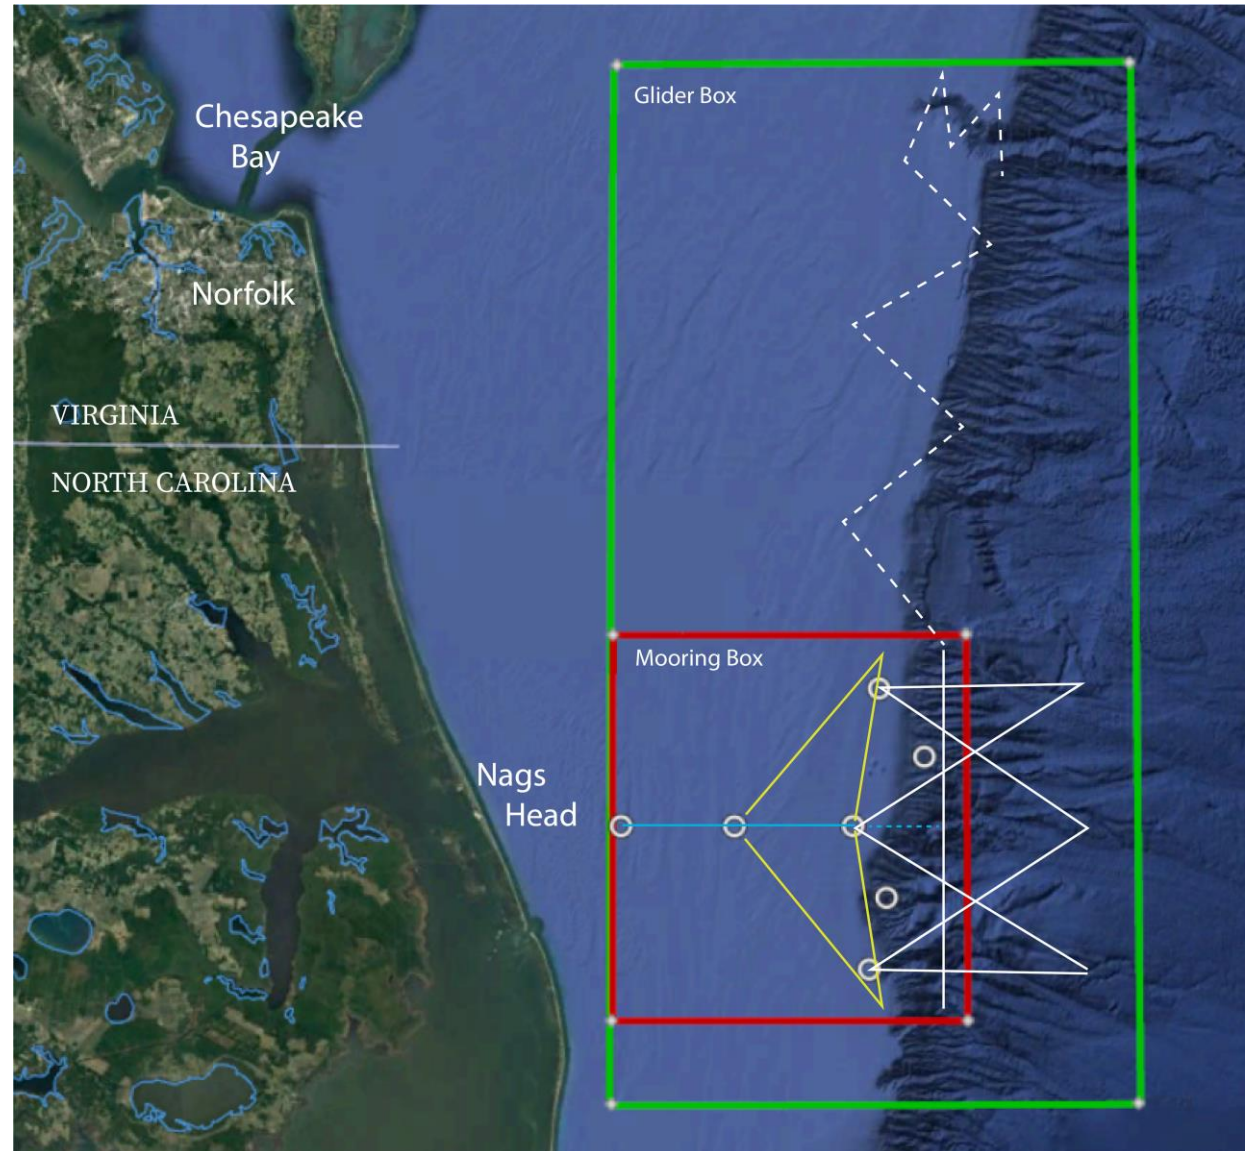 Glider Box
Chesapeake
Bay
Norfolk
VIRGINIA
NORTH CAROLINA
Mooring Box
Nags
Head